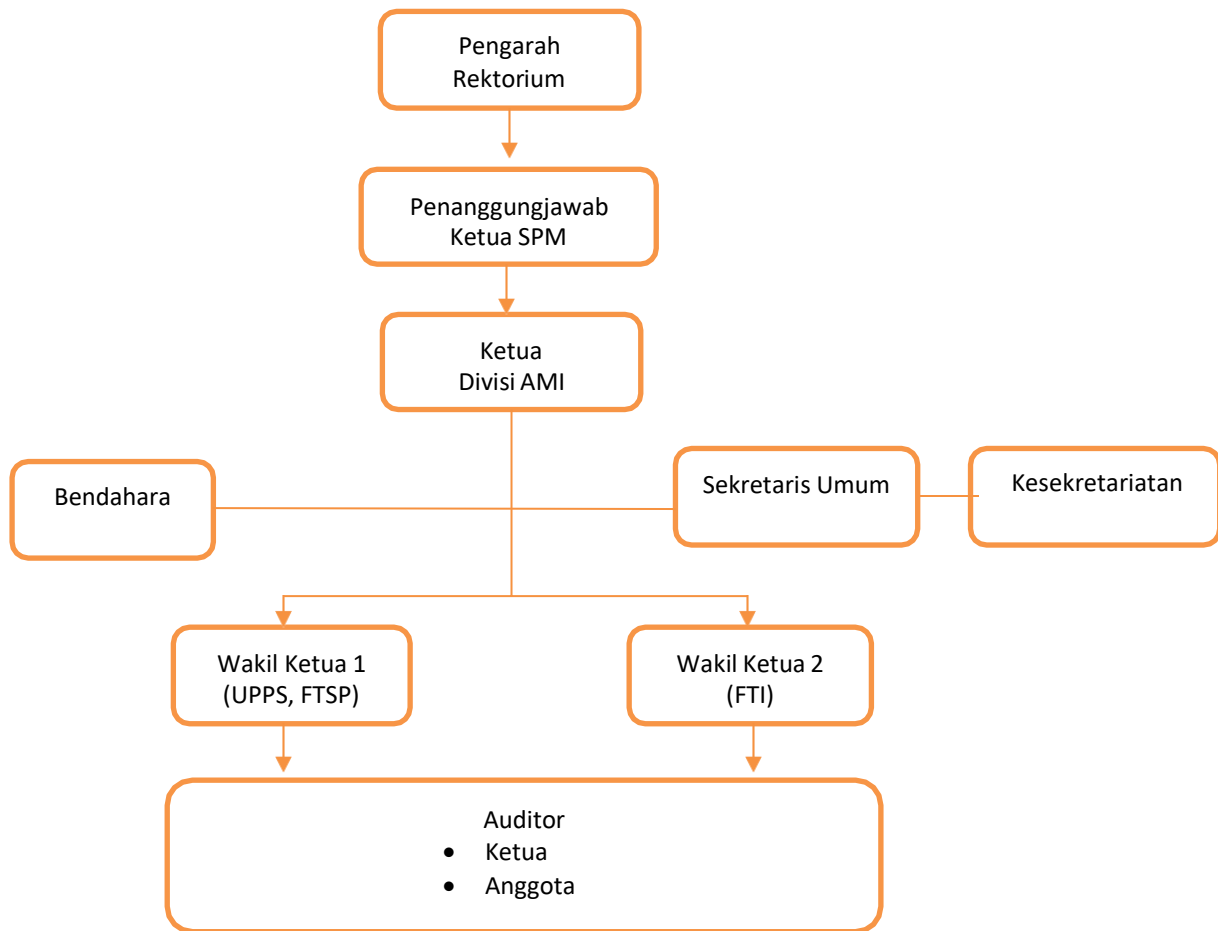 Pengarah
Rektorium
Penanggungjawab
Ketua SPM
Ketua
Divisi AMI
Bendahara
Sekretaris Umum
Kesekretariatan
Wakil Ketua 1
(UPPS, FTSP)
Wakil Ketua 2
(FTI)
Auditor
• Ketua
• Anggota